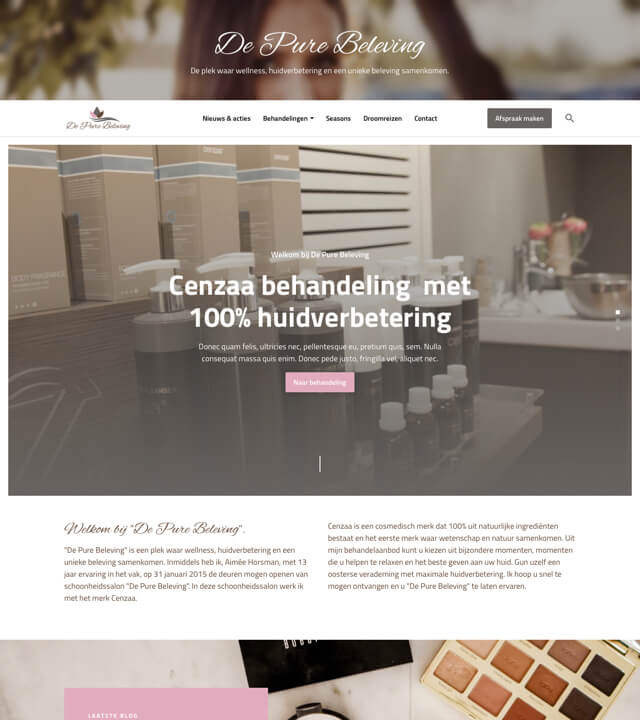 De Pure Beleving
De plek waar wellness, huidverbetering en een unieke beleving samenkomen.
De Pure Beleving
Nieuws & acties
Behandelingen
Seasons
Droomreizen
Contact
Afspraak maken
BODY FRAGRANCE
Welkom bij De Pure Beleving
Cenzaa behandeling met
100% huidverbetering
Donec quam felis, ultricies nec, pellentesque eu, pretium quis, sem. Nulla
consequat massa quis enim. Donec pede justo, fringilla vel, aliquet nec.
Naar behandeling
Welkom bij "De Pure Beleving".
"De Pure Beleving" is een plek waar wellness, huidverbetering en een
unieke beleving samenkomen. Inmiddels heb ik, Aimée Horsman, met 13
jaar ervaring in het vak, op 31 januari 2015 de deuren mogen openen van
schoonheidssalon "De Pure Beleving". In deze schoonheidssalon werk ik
met het merk Cenzaa.
Cenzaa is een cosmedisch merk dat 100% uit natuurlijke ingrediënten
bestaat en het eerste merk waar wetenschap en natuur samenkomen. Uit
mijn behandelaanbod kunt u kiezen uit bijzondere momenten, momenten
die u helpen te relaxen en het beste geven aan uw huid. Gun uzelf een
oosterse verademing met maximale huidverbetering. Ik hoop u snel te
mogen ontvangen en u "De Pure Beleving" te laten ervaren.
LAATSTE BLOG